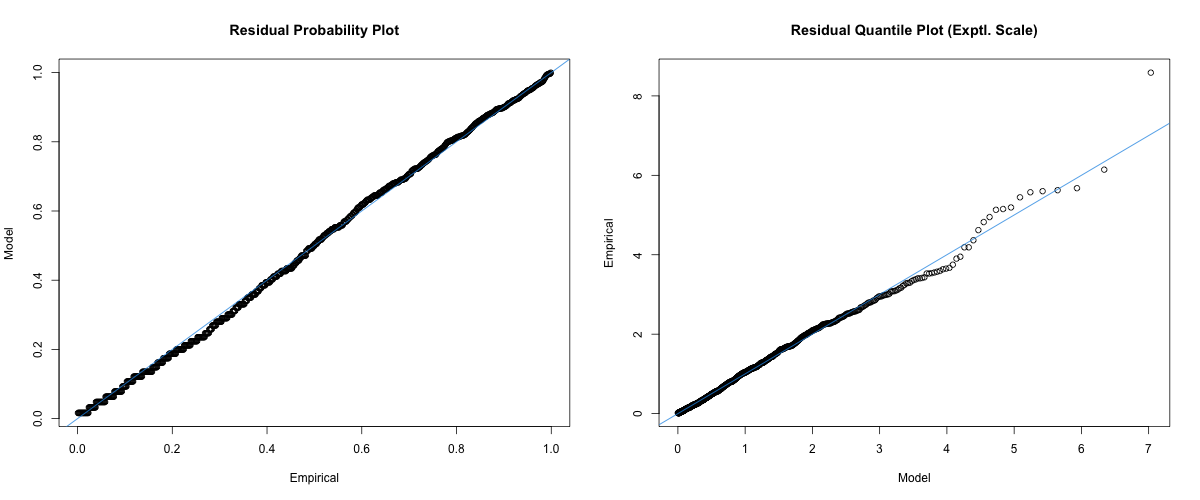 Residual Probability Plot
Model
0.0 0.2 0.4 0.6 0.8 1.0
0.0 0.2 0.4 0.6 0.8 1.0
Empirical
Residual Quantile Plot (Exptl. Scale)
Empirical
0 2 4 6 8
0 1 2 3 4 5 6 7
Model